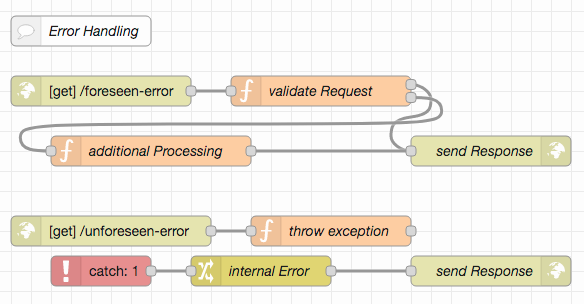 Error Handling
[get] /foreseen-error
validate Request
additional Processing
send Response
[get] /unforeseen-error
throw exception
catch: 1
internal Error
send Response